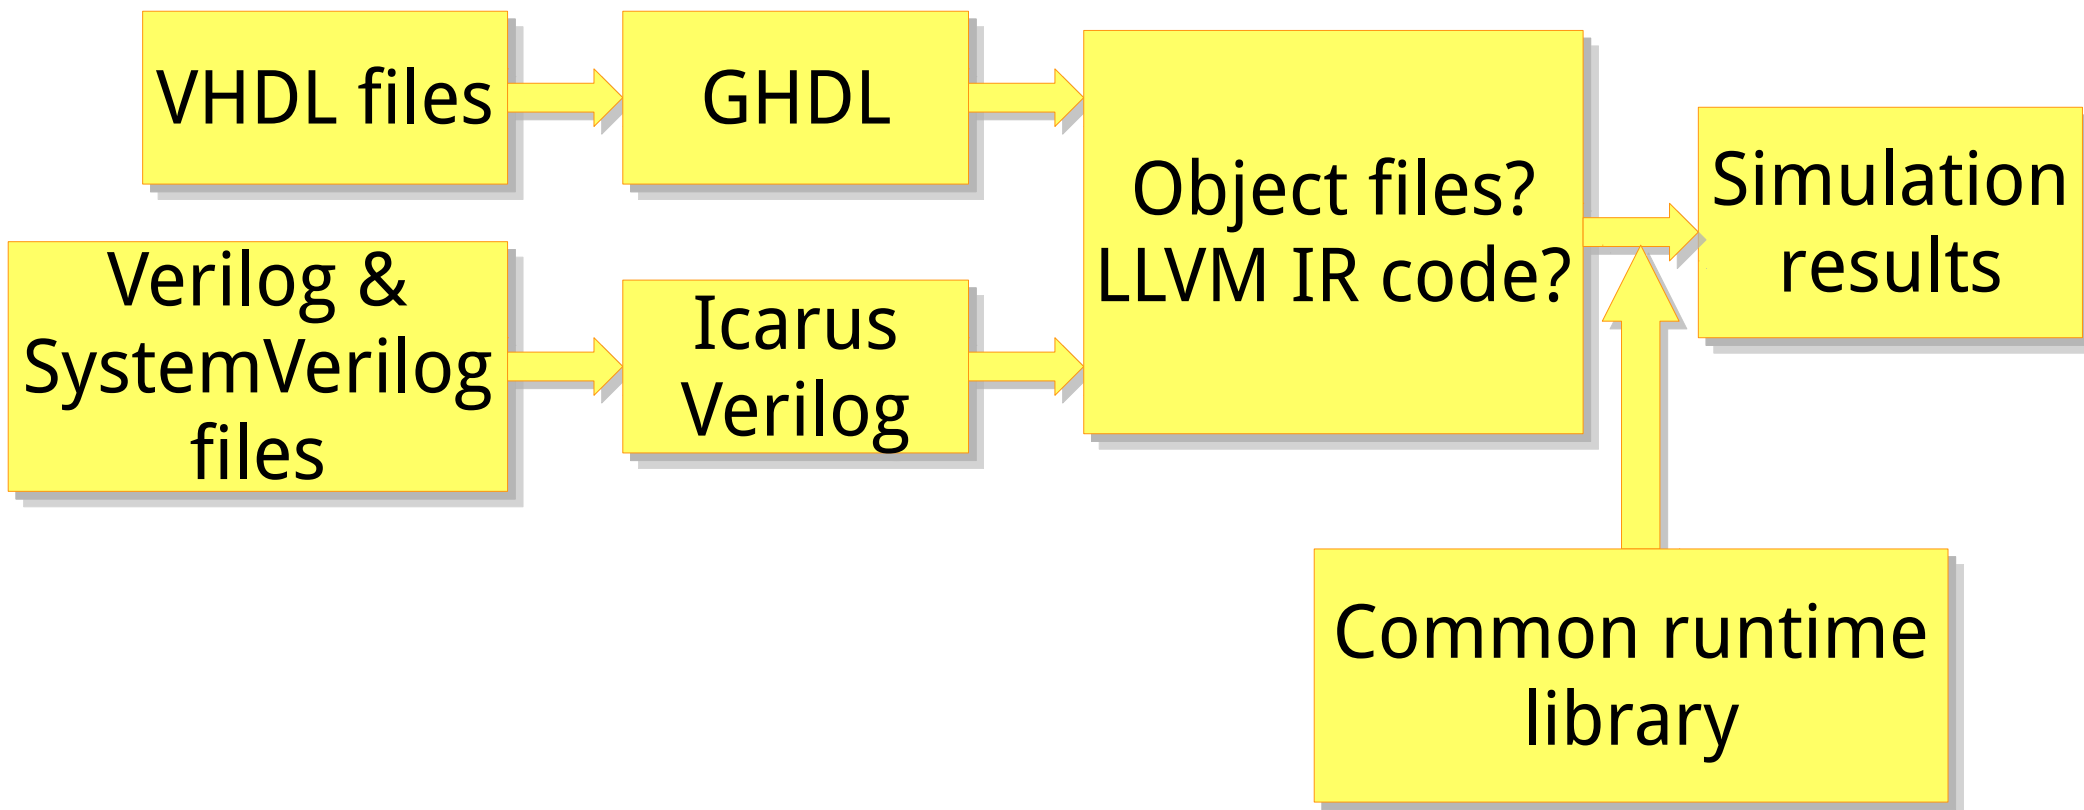 VHDL files
GHDL
Object files?
LLVM IR code?
Simulation
results
Verilog &
SystemVerilog
files
Icarus
Verilog
Common runtime
library